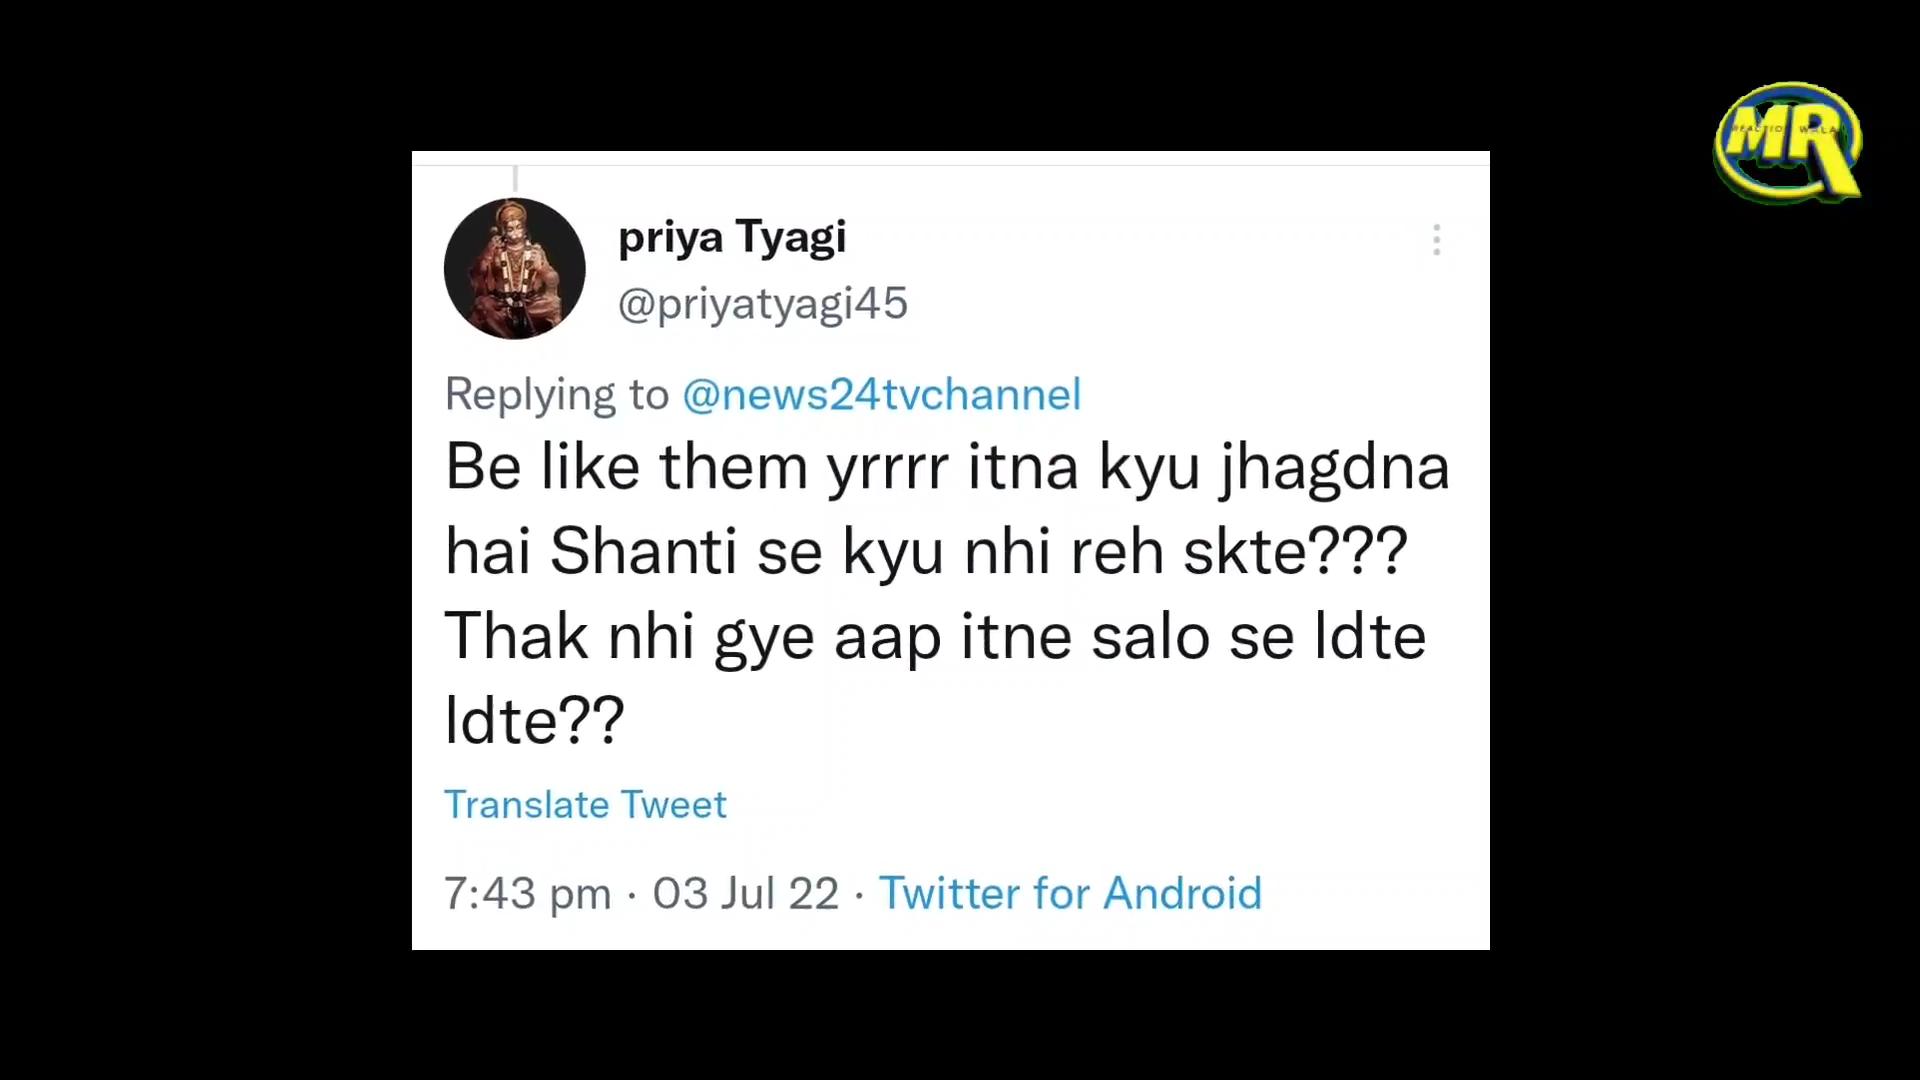 MR
REACTION WALA
priya Tyagi
@priyatyagi45
Replying to @news24tvchannel
Be like them yrrrr itna kyu jhagdna
hai Shanti se kyu nhi reh skte???
Thak nhi gye aap itne salo se ldte
ldte??
Translate Tweet
7:43 pm · 03 Jul 22 · Twitter for Android